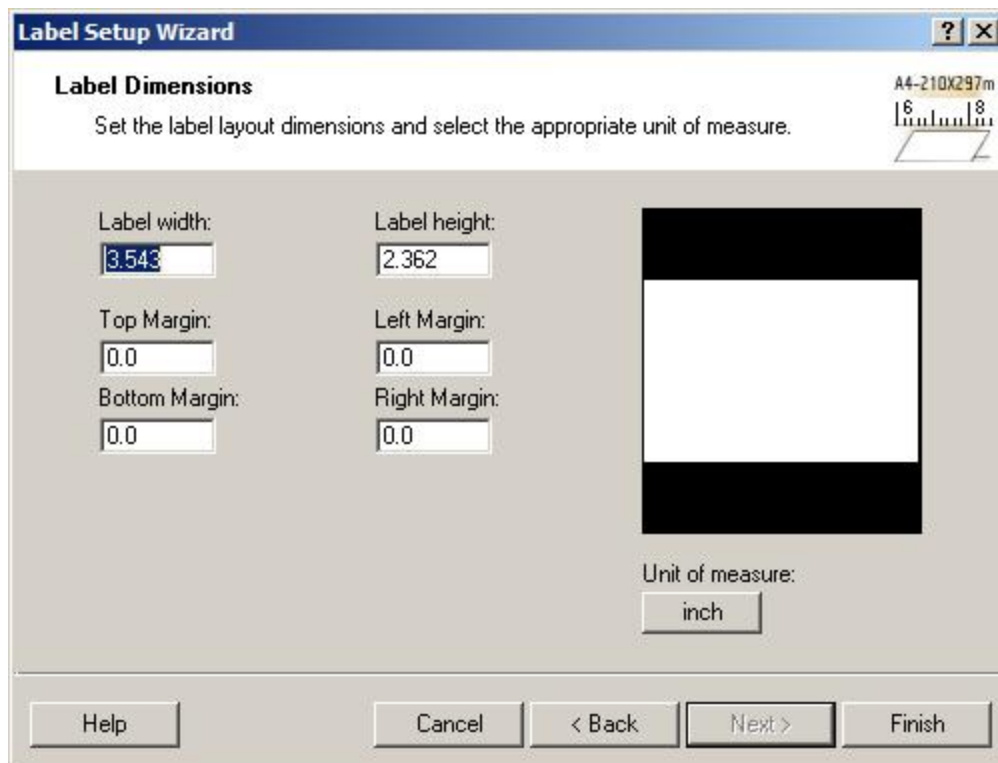 Label Setup Wizard
Label Dimensions
Set the label layout dimensions and select the appropriate unit of measure.
A4-210X297m
6 8
Label width: Label height:
3.543 2.362
Top Margin: Left Margin:
0.0 0.0
Bottom Margin: Right Margin:
0.0 0.0
Unit of measure:
inch
Help Cancel < Back Next > Finish